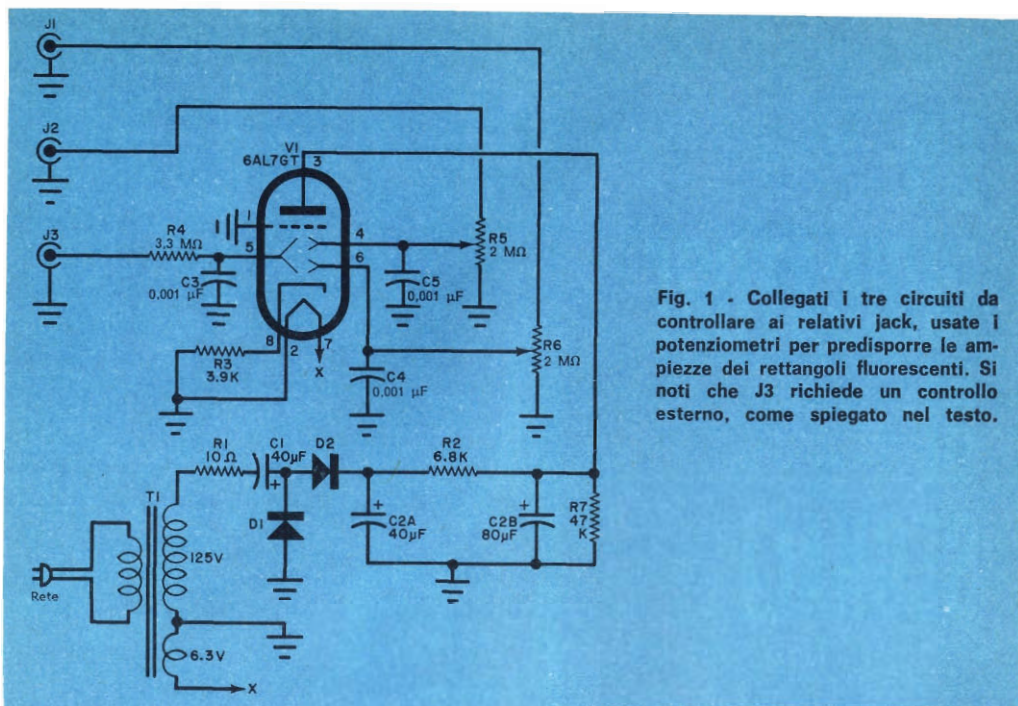 J1
J2
V1
6AL7GT
3
1
4
J3
R4
3.3 MΩ
5
6
R5
2 MΩ
C3
0,001 µF
C5
0,001 µF
8
2
7
X
R3
3.9K
R6
2 MΩ
C4
0,001 µF
Fig. 1 - Collegati i tre circuiti da
controllare ai relativi jack, usate i
potenziometri per predisporre le am-
piezze dei rettangoli fluorescenti. Si
noti che J3 richiede un controllo
esterno, come spiegato nel testo.
R1
10 Ω
C1
40µF
+
D2
R2
6.8K
T1
125V
D1
+
C2A
40µF
+
C2B
80µF
R7
47
K
Rete
6.3V
X